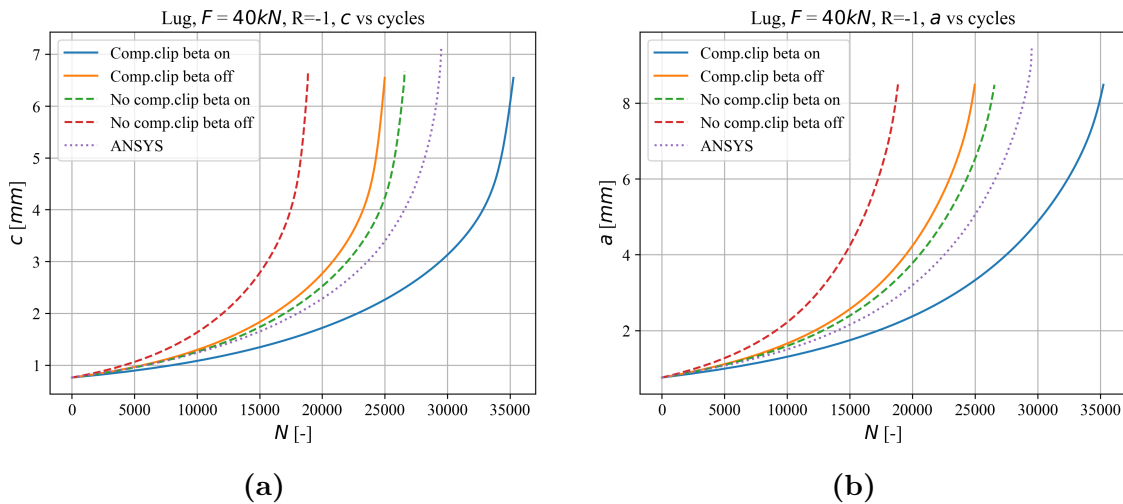 Lug, F = 40kN, R=-1, c vs cycles
Comp.clip beta on
Comp.clip beta off
No comp.clip beta on
No comp.clip beta off
ANSYS
7
6
5
4
3
2
1
c [mm]
0 5000 10000 15000 20000 25000 30000 35000
N [-]
(a)
Lug, F = 40kN, R=-1, a vs cycles
Comp.clip beta on
Comp.clip beta off
No comp.clip beta on
No comp.clip beta off
ANSYS
8
6
4
2
a [mm]
0 5000 10000 15000 20000 25000 30000 35000
N [-]
(b)